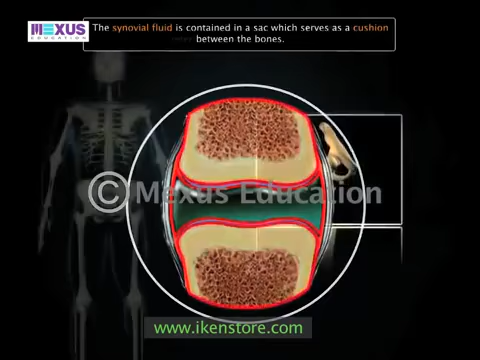 MEXUS
EDUCATION
The synovial fluid is contained in a sac which serves as a cushion
between the bones.
© Mexus Education
www.ikenstore.com